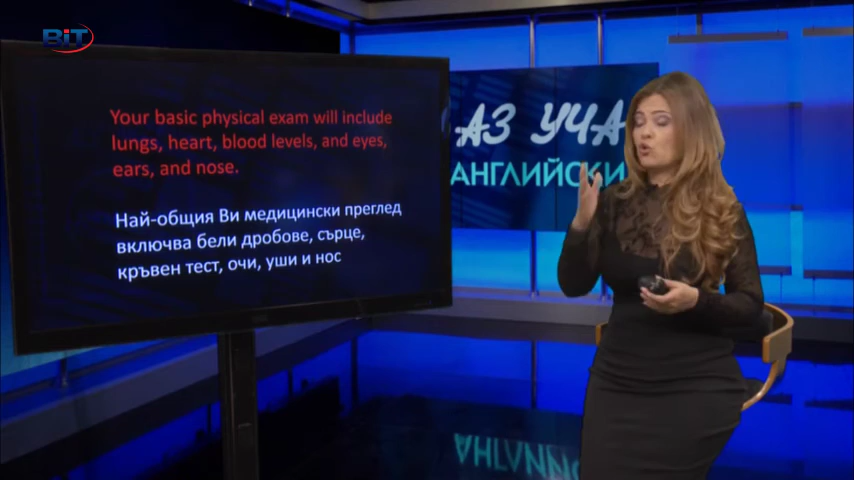 BiT
Your basic physical exam will include
lungs, heart, blood levels, and eyes,
ears, and nose.
Най-общия Ви медицински преглед
включва бели дробове, сърце,
кръвен тест, очи, уши и нос
АЗ УЧА
АНГЛИЙСКИ